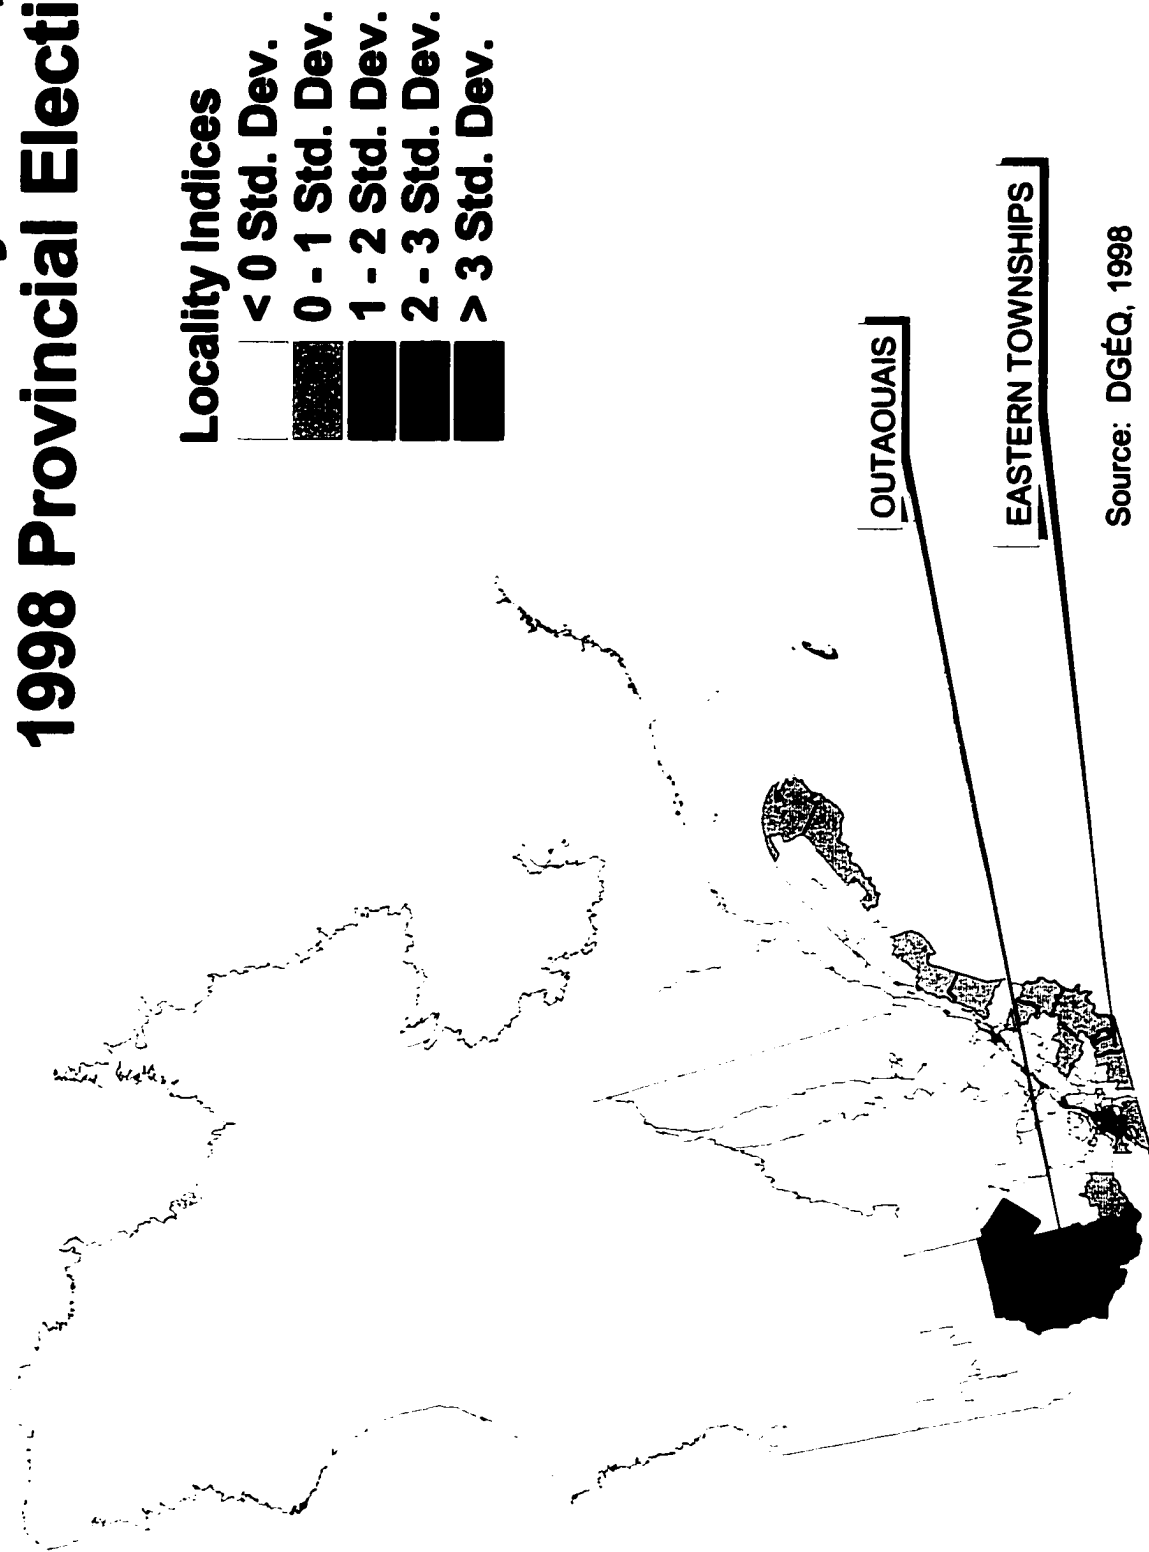 1998 Provincial Electi
Locality Indices
< 0 Std. Dev.
0 - 1 Std. Dev.
1 - 2 Std. Dev.
2 - 3 Std. Dev.
> 3 Std. Dev.
OUTAOUAIS
EASTERN TOWNSHIPS
Source: DGÉQ, 1998